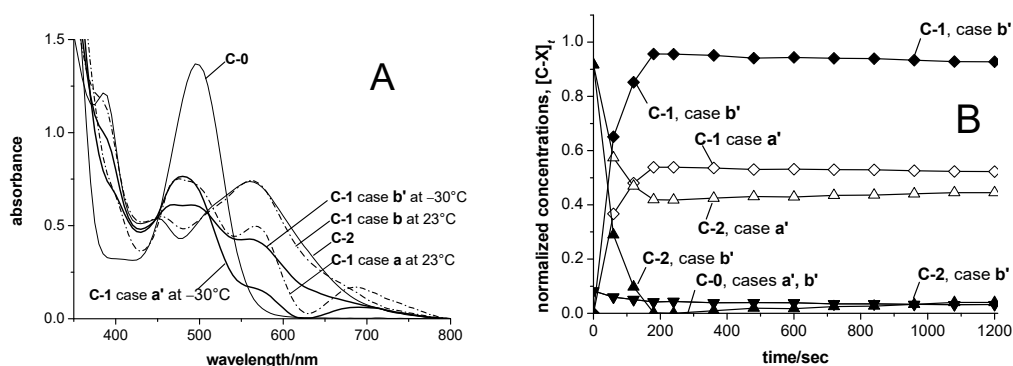 A
C-0
C-1 case b' at –30°C
C-1 case b at 23°C
C-2
C-1 case a at 23°C
C-1 case a' at –30°C
absorbance
0.0
0.5
1.0
1.5
400 500 600 700 800
wavelength/nm
B
C-1, case b'
C-1, case b'
C-1 case a'
C-2, case a'
C-2, case b'
C-0, cases a', b'
C-2, case b'
normalized concentrations, [C-X]t
0.0
0.2
0.4
0.6
0.8
1.0
0 200 400 600 800 1000 1200
time/sec